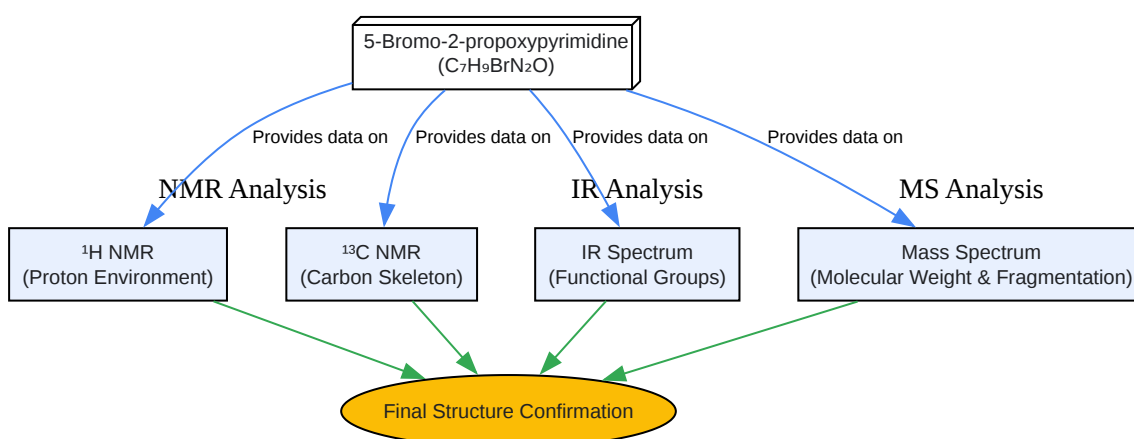 5-Bromo-2-propoxypyrimidine
(C₇H₉BrN₂O)
Provides data on
Provides data on
Provides data on
Provides data on
NMR Analysis
IR Analysis
MS Analysis
¹H NMR
(Proton Environment)
¹³C NMR
(Carbon Skeleton)
IR Spectrum
(Functional Groups)
Mass Spectrum
(Molecular Weight & Fragmentation)
Final Structure Confirmation